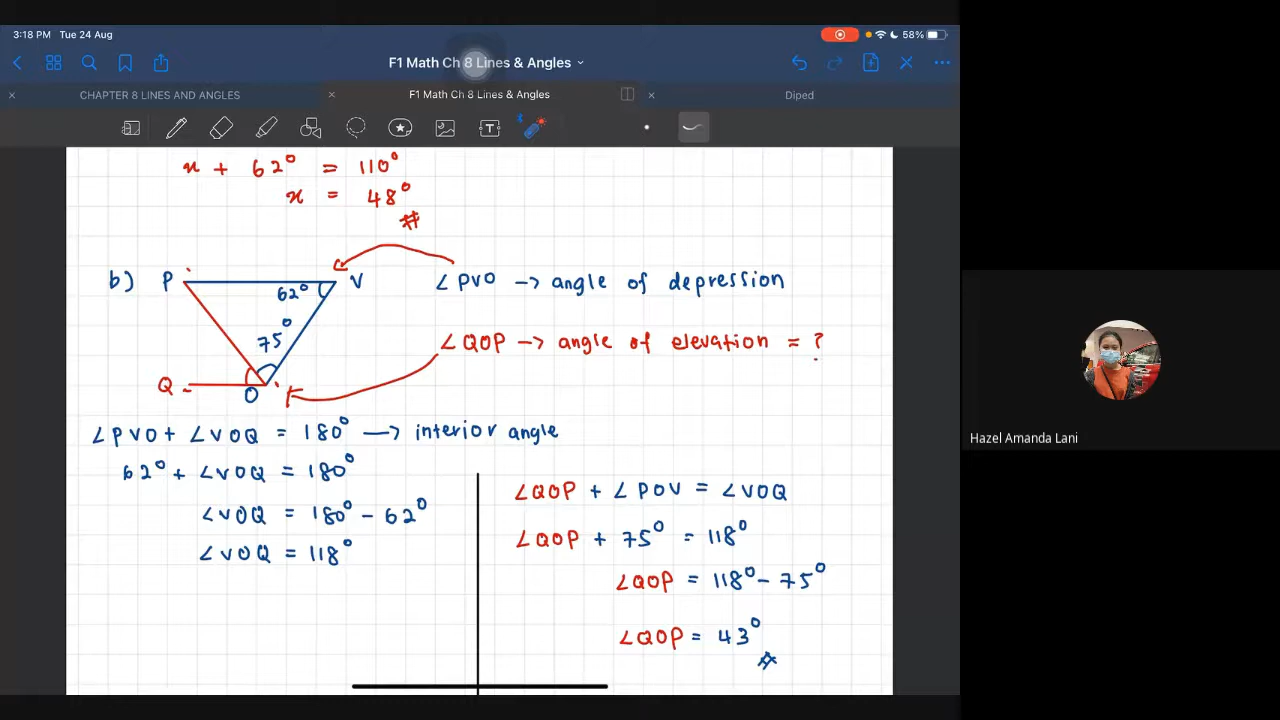 3:18 PM Tue 24 Aug
58%
F1 Math Ch 8 Lines & Angles
CHAPTER 8 LINES AND ANGLES
F1 Math Ch 8 Lines & Angles
Diped
x + 62° = 110°
x = 48°
#
b) P V
62°
75°
Q O
∠PVO → angle of depression
∠QOP → angle of elevation = ?
∠PVO + ∠VOQ = 180° → interior angle
62° + ∠VOQ = 180°
∠VOQ = 180° - 62°
∠VOQ = 118°
∠QOP + ∠POV = ∠VOQ
∠QOP + 75° = 118°
∠QOP = 118° - 75°
∠QOP = 43°
#
Hazel Amanda Lani